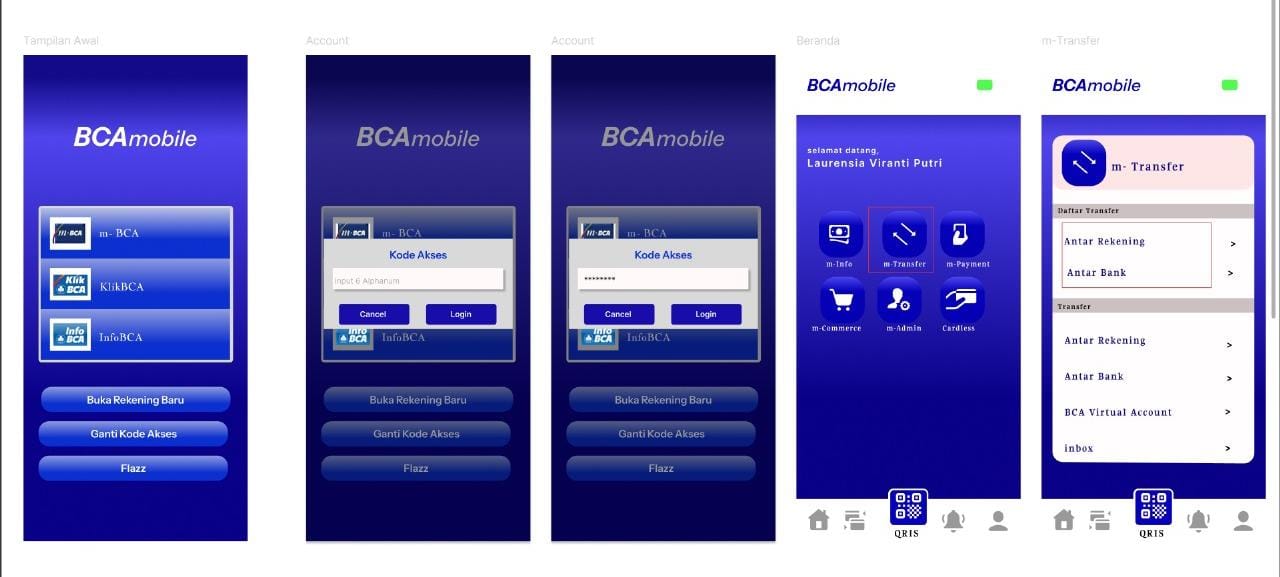 Tampilan Awal
BCAmobile
m-BCA
m- BCA
Klik BCA
KlikBCA
Info BCA
InfoBCA
Buka Rekening Baru
Ganti Kode Akses
Flazz
Account
BCAmobile
m-BCA
m- BCA
Kode Akses
Input 6 Alphanum
Cancel
Login
Info BCA
InfoBCA
Buka Rekening Baru
Ganti Kode Akses
Flazz
Account
BCAmobile
m-BCA
m- BCA
Kode Akses
********
Cancel
Login
Info BCA
InfoBCA
Buka Rekening Baru
Ganti Kode Akses
Flazz
Beranda
BCAmobile
selamat datang,
Laurensia Viranti Putri
m-Info
m-Transfer
m-Payment
m-Commerce
m-Admin
Cardless
QRIS
m-Transfer
BCAmobile
m- Transfer
Daftar Transfer
Antar Rekening >
Antar Bank >
Transfer
Antar Rekening >
Antar Bank >
BCA Virtual Account >
inbox >
QRIS